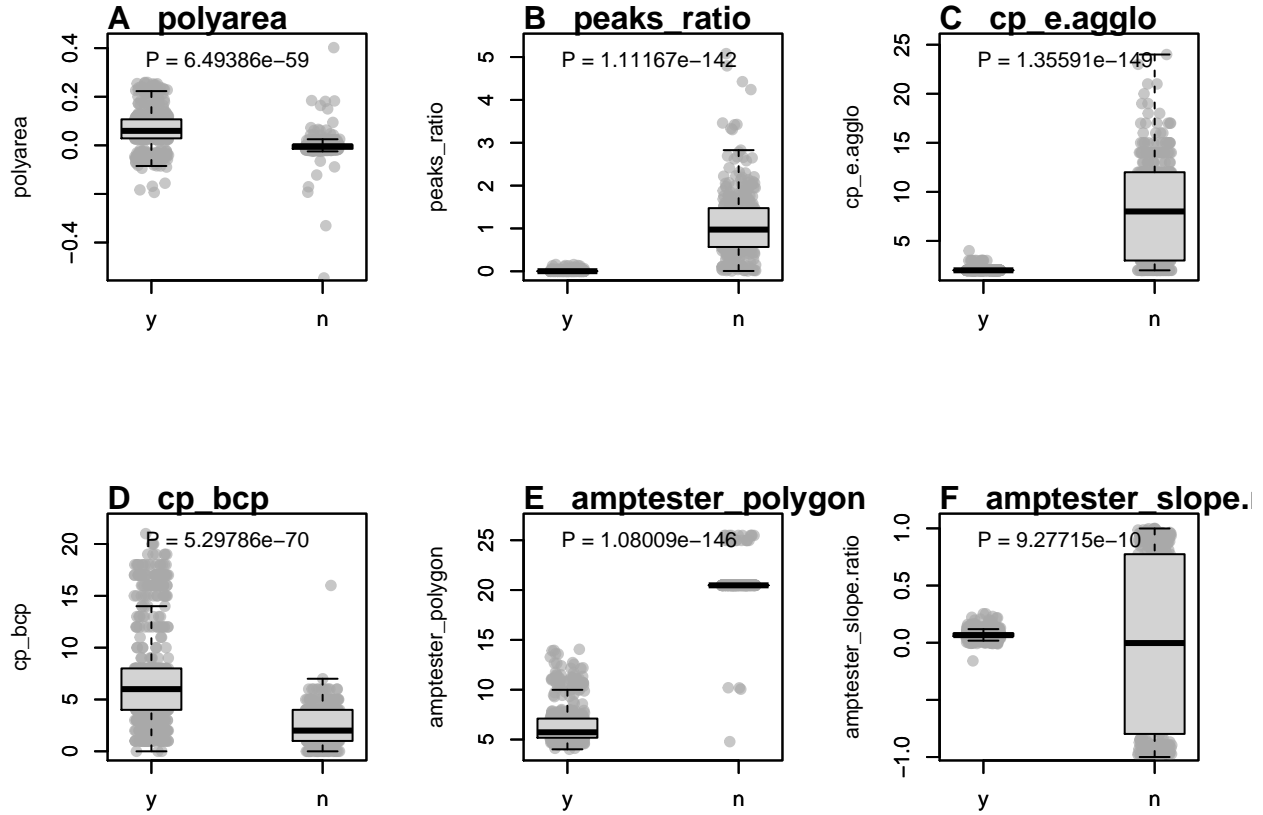 A polyarea
P = 6.49386e−59
polyarea
0.4
0.2
0.0
−0.4
y n
B peaks_ratio
P = 1.11167e−142
peaks_ratio
5
4
3
2
1
0
y n
C cp_e.agglo
P = 1.35591e−149
cp_e.agglo
25
20
15
10
5
y n
D cp_bcp
P = 5.29786e−70
cp_bcp
20
15
10
5
0
y n
E amptester_polygon
P = 1.08009e−146
amptester_polygon
25
20
15
10
5
y n
F amptester_slope.
P = 9.27715e−10
amptester_slope.ratio
1.0
0.5
0.0
−1.0
y n